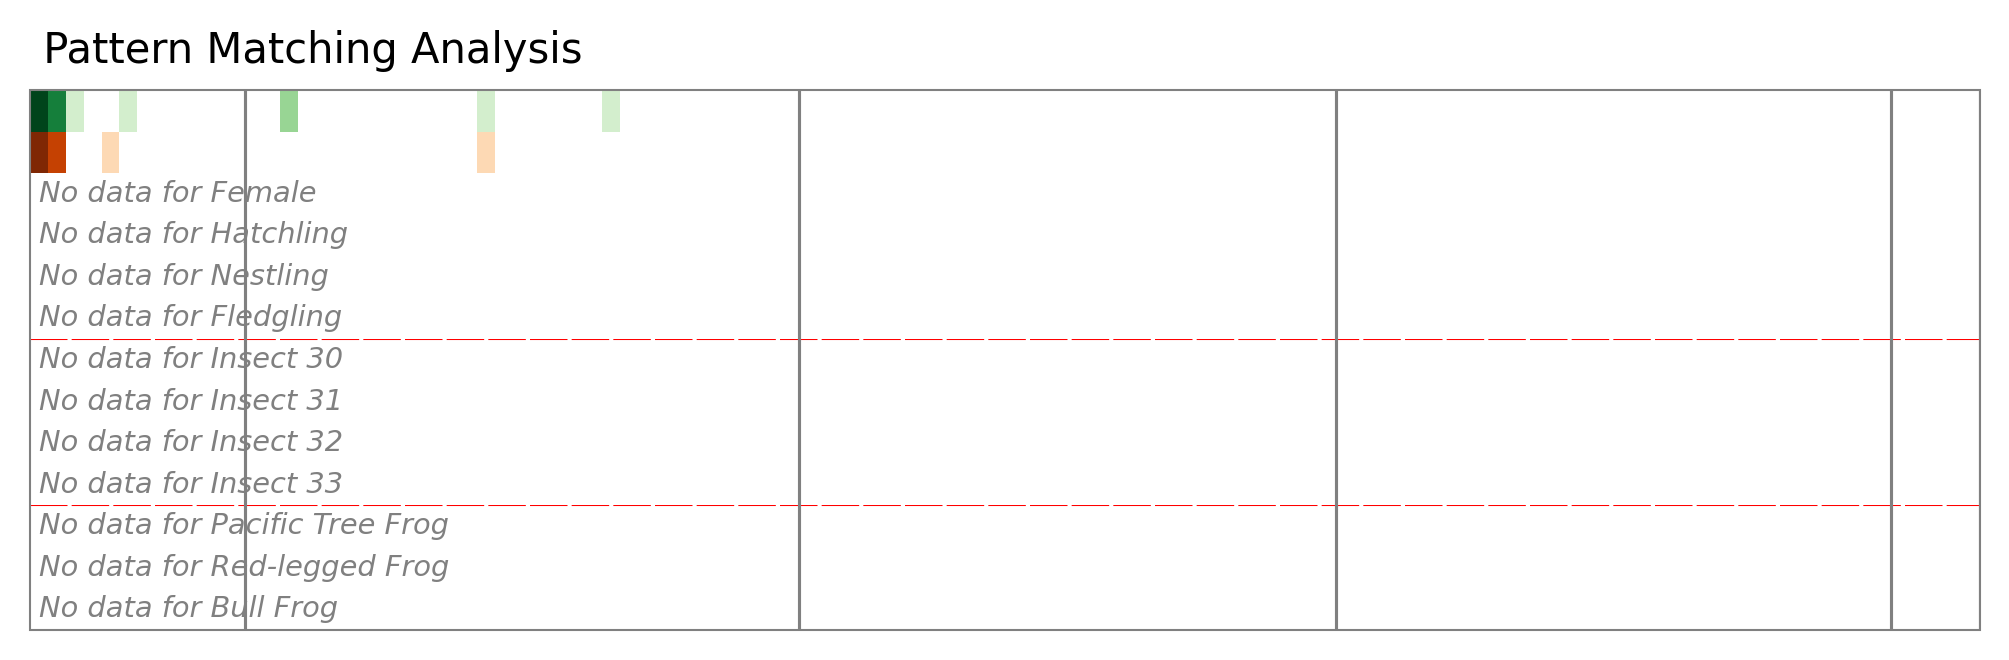 Pattern Matching Analysis
No data for Female
No data for Hatchling
No data for Nestling
No data for Fledgling
No data for Insect 30
No data for Insect 31
No data for Insect 32
No data for Insect 33
No data for Pacific Tree Frog
No data for Red-legged Frog
No data for Bull Frog